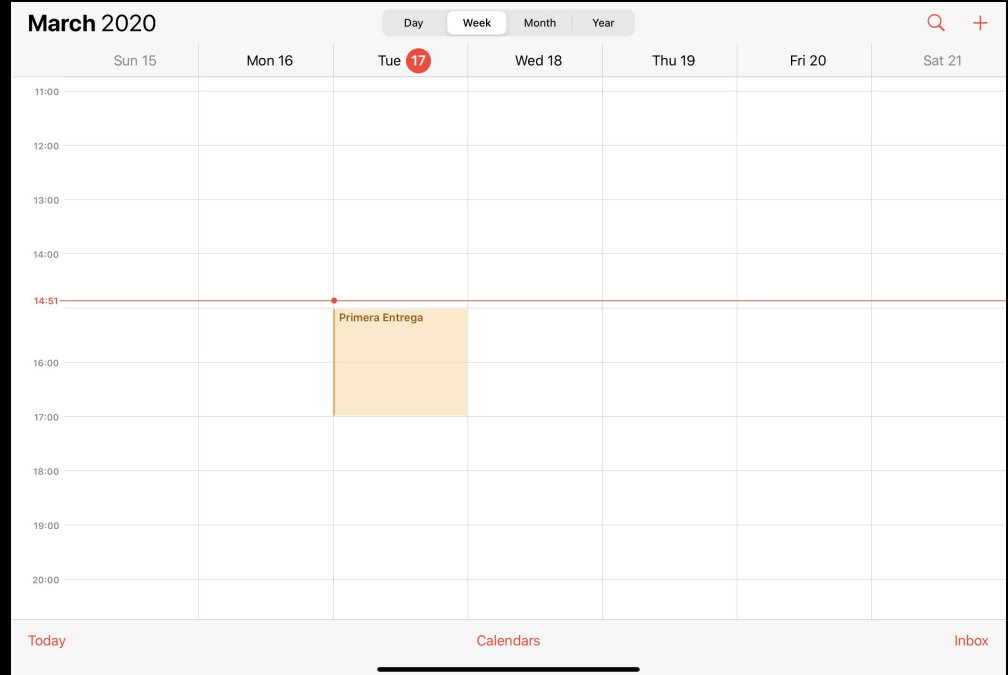 March 2020
Day Week Month Year
Sun 15 Mon 16 Tue 17 Wed 18 Thu 19 Fri 20 Sat 21
11:00
12:00
13:00
14:00
14:51
Primera Entrega
16:00
17:00
18:00
19:00
20:00
Today Calendars Inbox